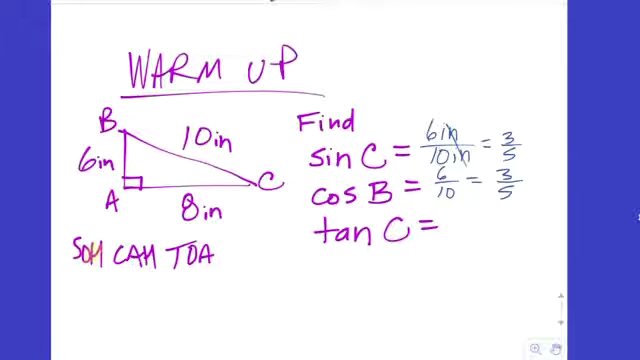 WARM UP
B
10in
6in
A
8in
C
SOH CAH TOA
Find
sin C = 6in/10in = 3/5
cos B = 6/10 = 3/5
tan C =